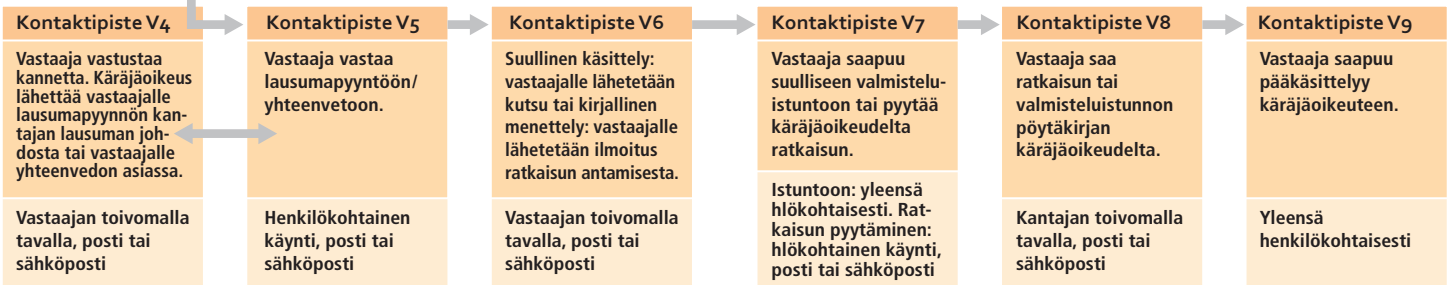 Kontaktipiste V4
Vastaaja vastustaa
kannetta. Käräjäoikeus
lähettää vastaajalle
lausumapyynnön kan-
tajan lausuman joh-
dosta tai vastaajalle
yhteenvedon asiassa.
Vastaajan toivomalla
tavalla, posti tai
sähköposti
Kontaktipiste V5
Vastaaja vastaa
lausumapyyntöön/
yhteenvetoon.
Henkilökohtainen
käynti, posti tai
sähköposti
Kontaktipiste V6
Suullinen käsittely:
vastaajalle lähetetään
kutsu tai kirjallinen
menettely: vastaajalle
lähetetään ilmoitus
ratkaisun antamisesta.
Vastaajan toivomalla
tavalla, posti tai
sähköposti
Kontaktipiste V7
Vastaaja saapuu
suulliseen valmistelu-
istuntoon tai pyytää
käräjäoikeudelta
ratkaisun.
Istuntoon: yleensä
hlökohtaisesti. Rat-
kaisun pyytäminen:
hlökohtainen käynti,
posti tai sähköposti
Kontaktipiste V8
Vastaaja saa
ratkaisun tai
valmisteluistunnon
pöytäkirjan
käräjäoikeudelta.
Kantajan toivomalla
tavalla, posti tai
sähköposti
Kontaktipiste V9
Vastaaja saapuu
pääkäsittelyy
käräjäoikeuteen.
Yleensä
henkilökohtaisesti